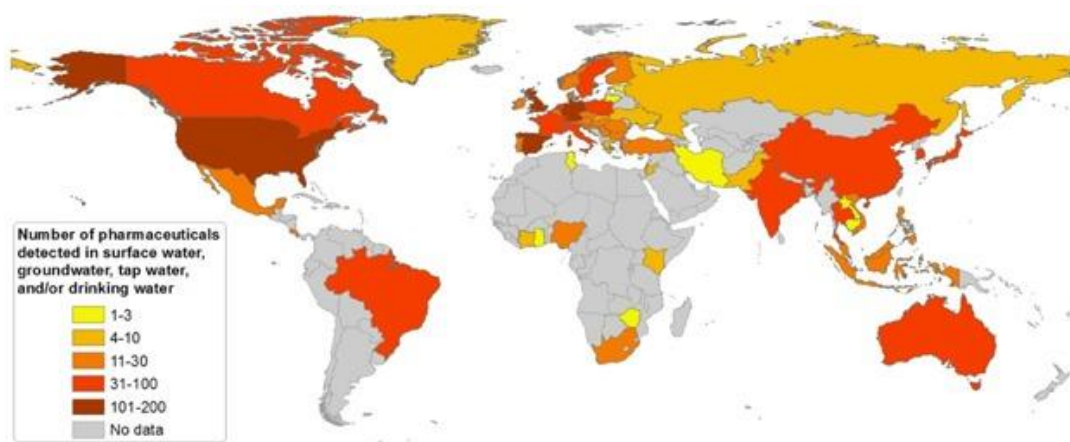 Number of pharmaceuticals
detected in surface water,
groundwater, tap water,
and/or drinking water
1-3
4-10
11-30
31-100
101-200
No data